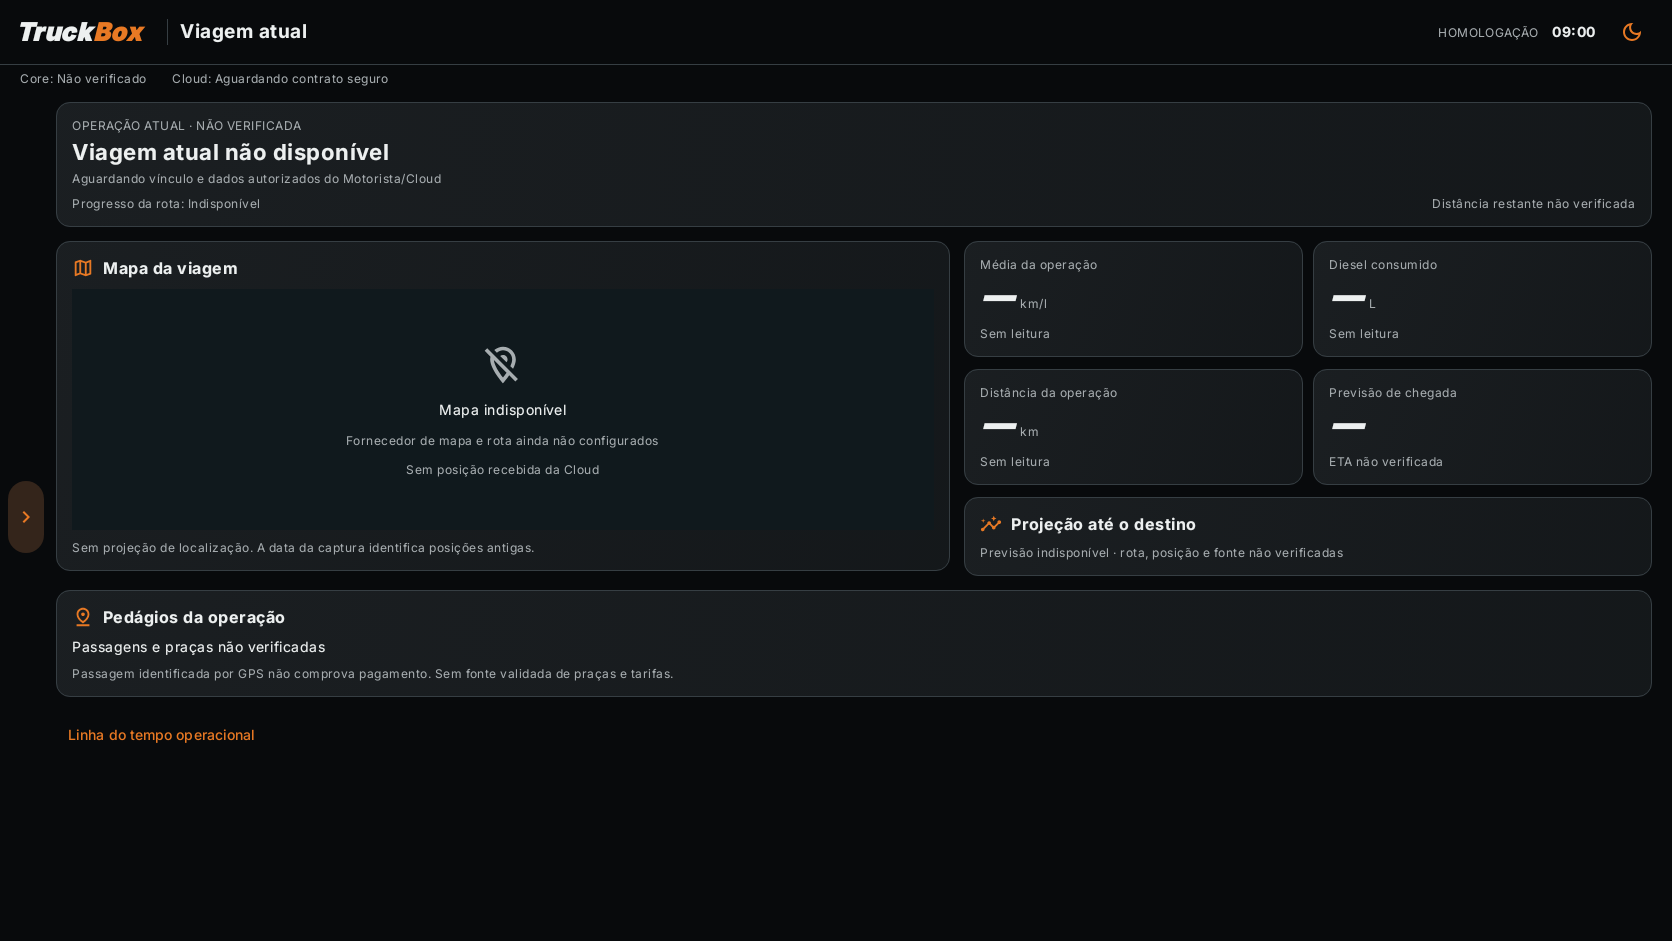 TruckBox
Viagem atual
HOMOLOGAÇÃO 09:00
Core: Não verificado
Cloud: Aguardando contrato seguro
OPERAÇÃO ATUAL · NÃO VERIFICADA
Viagem atual não disponível
Aguardando vínculo e dados autorizados do Motorista/Cloud
Progresso da rota: Indisponível
Distância restante não verificada
Mapa da viagem
Mapa indisponível
Fornecedor de mapa e rota ainda não configurados
Sem posição recebida da Cloud
Sem projeção de localização. A data da captura identifica posições antigas.
Média da operação
— km/l
Sem leitura
Diesel consumido
— L
Sem leitura
Distância da operação
— km
Sem leitura
Previsão de chegada
—
ETA não verificada
Projeção até o destino
Previsão indisponível · rota, posição e fonte não verificadas
Pedágios da operação
Passagens e praças não verificadas
Passagem identificada por GPS não comprova pagamento. Sem fonte validada de praças e tarifas.
Linha do tempo operacional